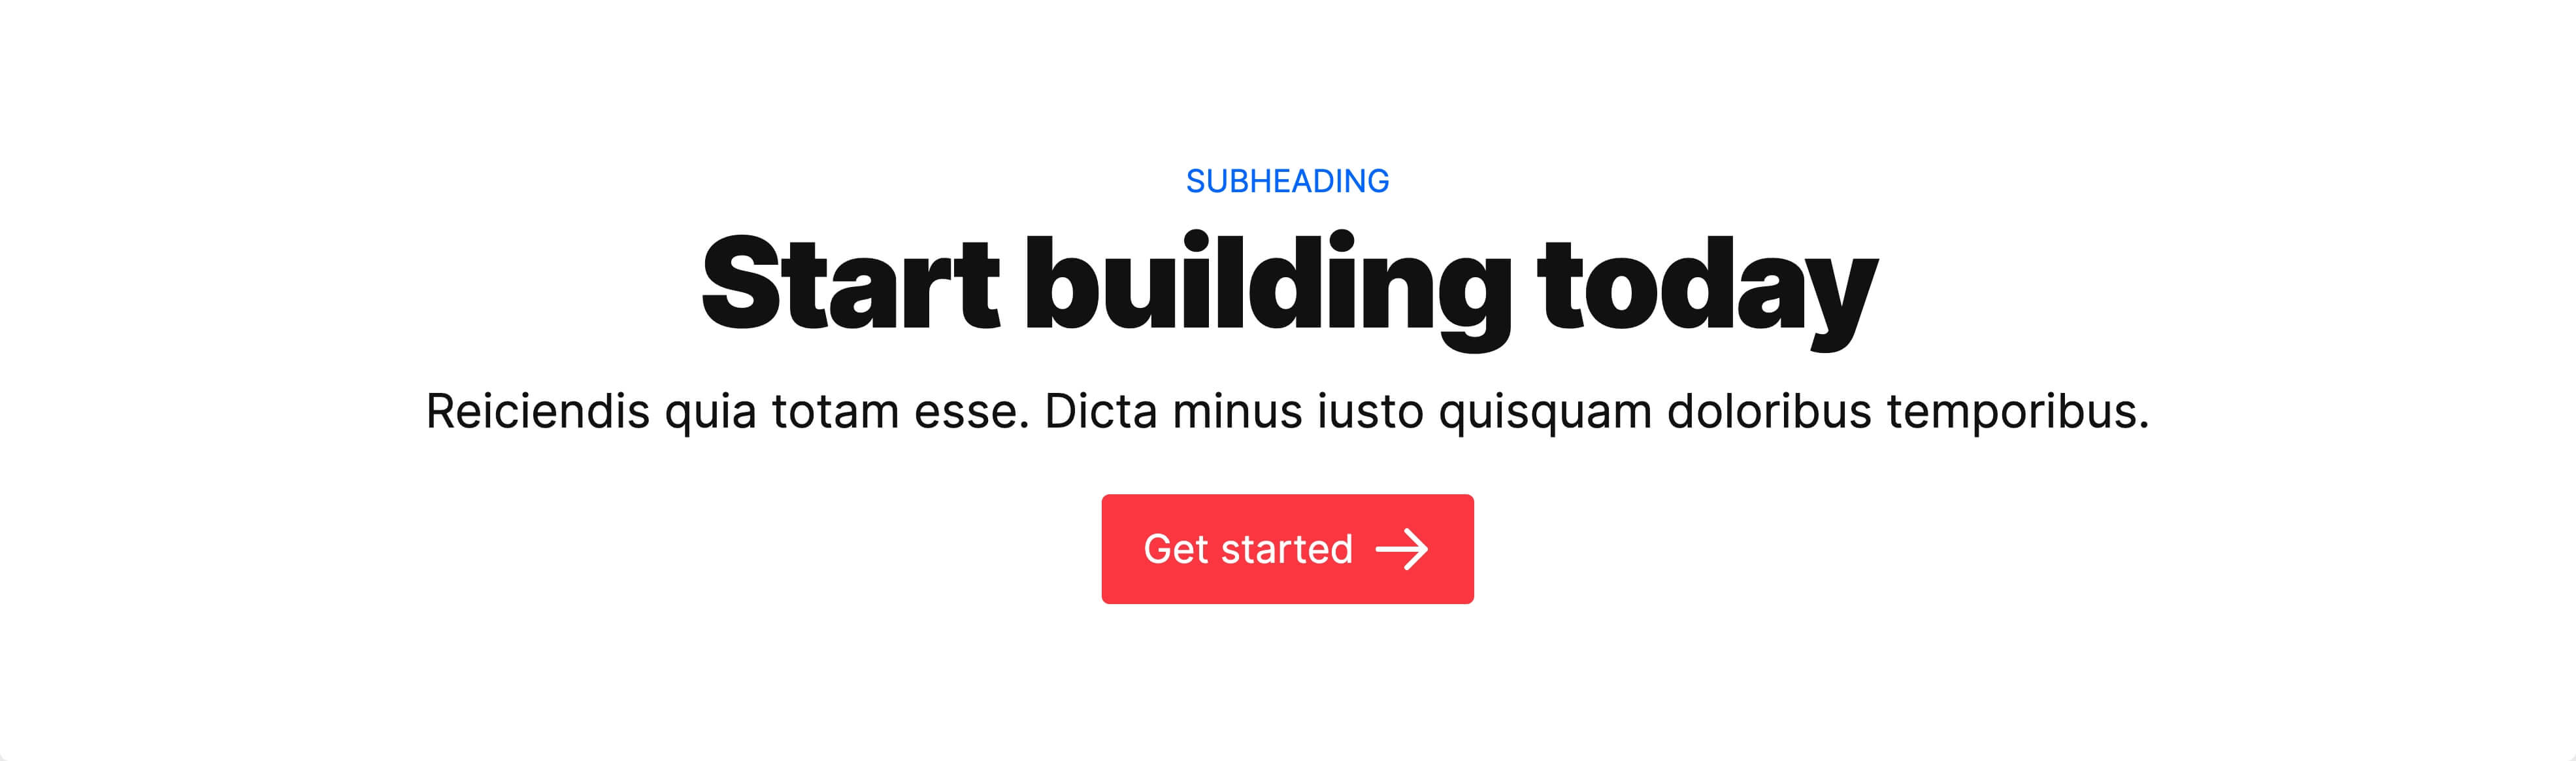 SUBHEADING
Start building today
Reiciendis quia totam esse. Dicta minus iusto quisquam doloribus temporibus.
Get started